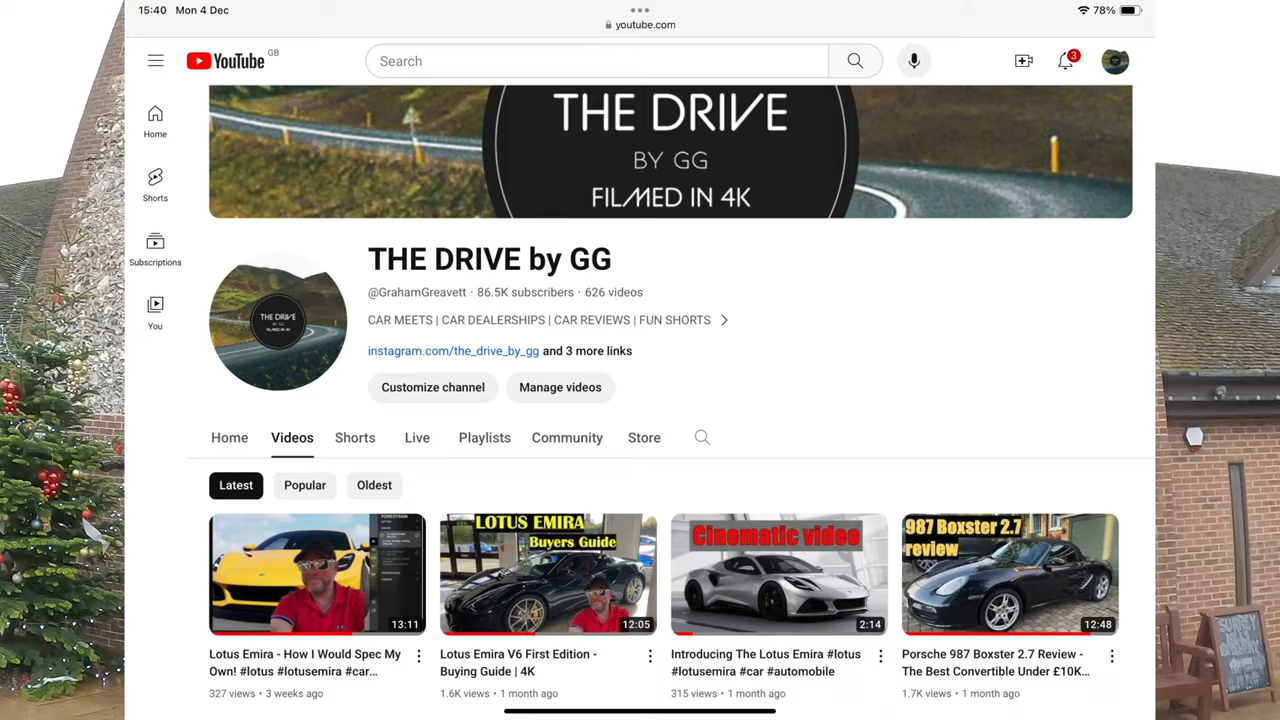 15:40 Mon 4 Dec
78%
youtube.com
YouTube GB
Search
3
THE DRIVE
BY GG
FILMED IN 4K
Home
Shorts
Subscriptions
You
THE DRIVE
BY GG
FILMED IN 4K
THE DRIVE by GG
@GrahamGreavett · 86.5K subscribers · 626 videos
CAR MEETS | CAR DEALERSHIPS | CAR REVIEWS | FUN SHORTS
instagram.com/the_drive_by_gg and 3 more links
Customize channel Manage videos
Home Videos Shorts Live Playlists Community Store
Latest Popular Oldest
13:11
Lotus Emira - How I Would Spec My
Own! #lotus #lotusemira #car...
327 views • 3 weeks ago
LOTUS EMIRA
Buyers Guide
12:05
Lotus Emira V6 First Edition -
Buying Guide | 4K
1.6K views • 1 month ago
Cinematic video
2:14
Introducing The Lotus Emira #lotus
#lotusemira #car #automobile
315 views • 1 month ago
987 Boxster 2.7
review
12:48
Porsche 987 Boxster 2.7 Review -
The Best Convertible Under £10K...
1.7K views • 1 month ago